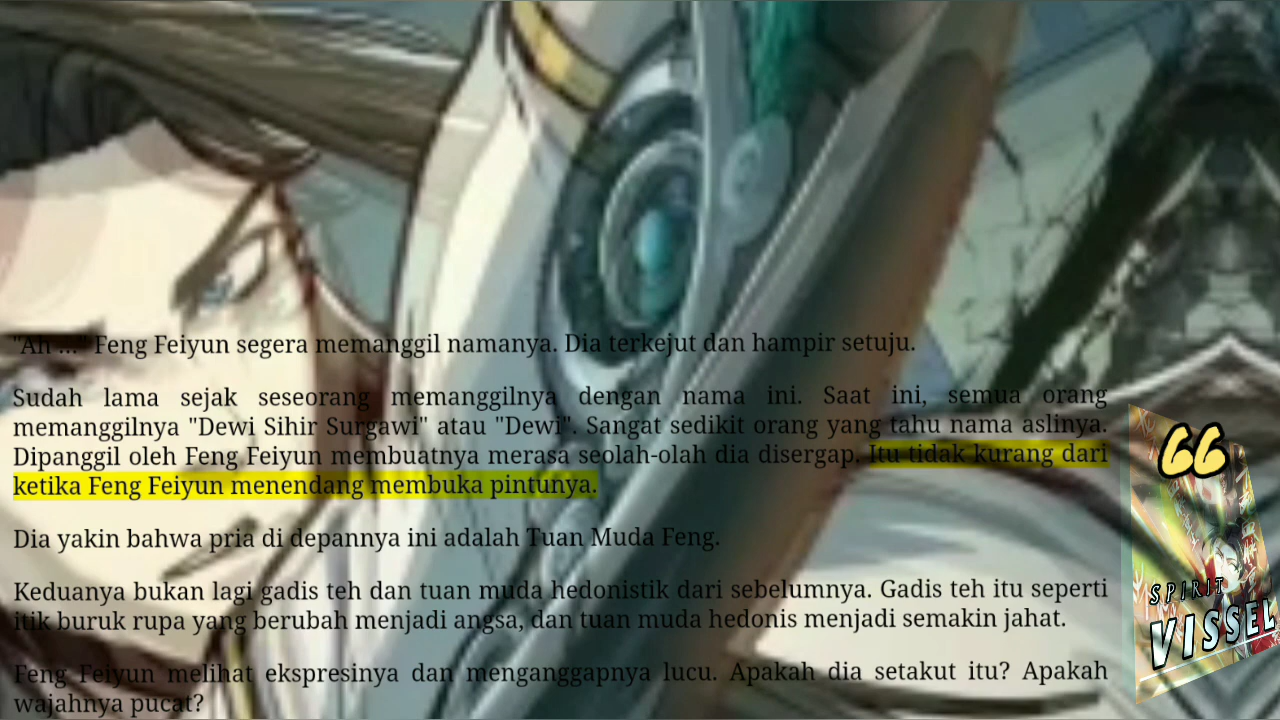 "Ah ..." Feng Feiyun segera memanggil namanya. Dia terkejut dan hampir setuju.
Sudah lama sejak seseorang memanggilnya dengan nama ini. Saat ini, semua orang
memanggilnya "Dewi Sihir Surgawi" atau "Dewi". Sangat sedikit orang yang tahu nama aslinya.
Dipanggil oleh Feng Feiyun membuatnya merasa seolah-olah dia disergap. Itu tidak kurang dari
ketika Feng Feiyun menendang membuka pintunya.
Dia yakin bahwa pria di depannya ini adalah Tuan Muda Feng.
Keduanya bukan lagi gadis teh dan tuan muda hedonistik dari sebelumnya. Gadis teh itu seperti
itik buruk rupa yang berubah menjadi angsa, dan tuan muda hedonis menjadi semakin jahat.
Feng Feiyun melihat ekspresinya dan menganggapnya lucu. Apakah dia setakut itu? Apakah
wajahnya pucat?
66
SPIRIT
VISSEL